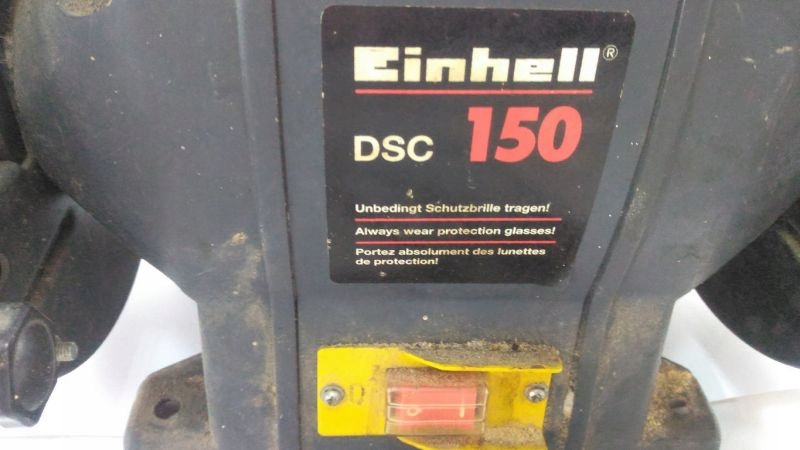 Einhell®
DSC 150
Unbedingt Schutzbrille tragen!
Always wear protection glasses!
Portez absolument des lunettes
de protection!